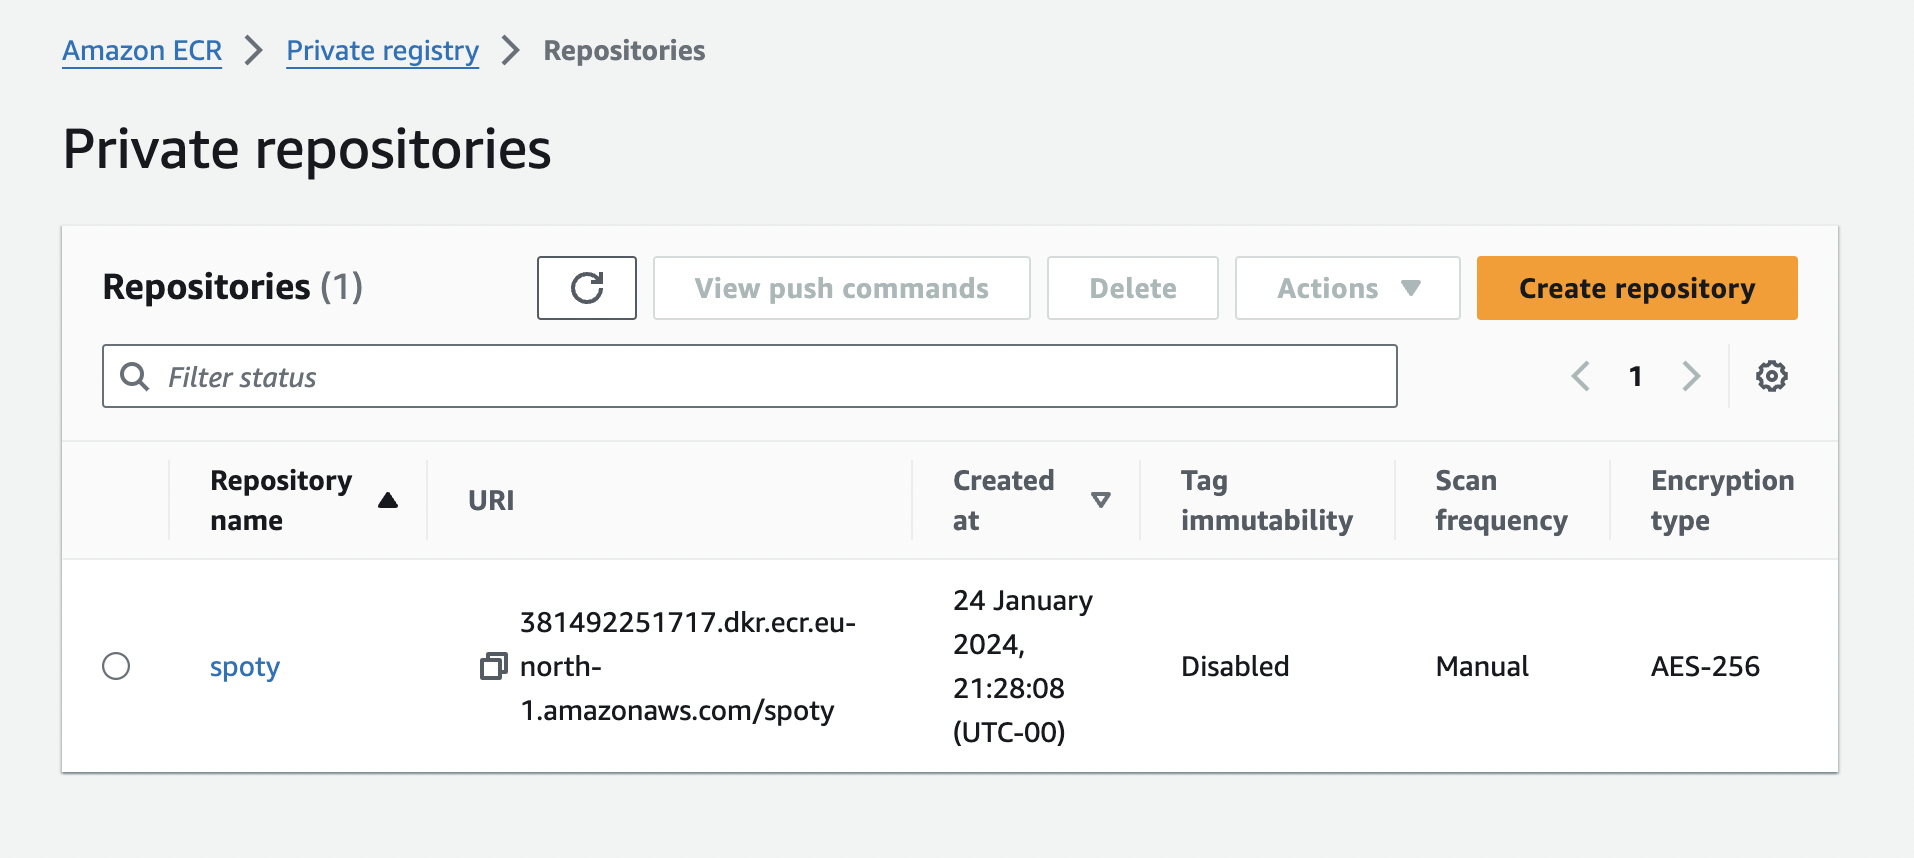 Amazon ECR > Private registry > Repositories
Private repositories
Repositories (1)
View push commands
Delete
Actions
Create repository
Filter status
1
Repository
name
URI
Created
at
Tag
immutability
Scan
frequency
Encryption
type
spoty
381492251717.dkr.ecr.eu-
north-
1.amazonaws.com/spoty
24 January
2024,
21:28:08
(UTC-00)
Disabled
Manual
AES-256